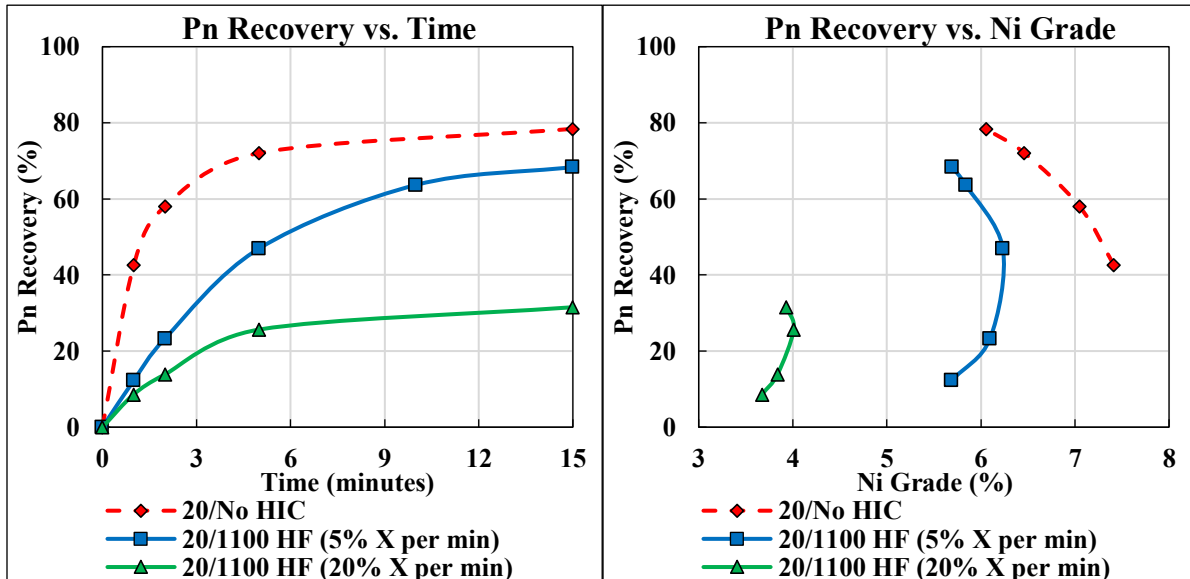 Pn Recovery vs. Time
Pn Recovery (%)
100
80
60
40
20
0
0 3 6 9 12 15
Time (minutes)
20/No HIC
20/1100 HF (5% X per min)
20/1100 HF (20% X per min)
Pn Recovery vs. Ni Grade
Pn Recovery (%)
100
80
60
40
20
0
3 4 5 6 7 8
Ni Grade (%)
20/No HIC
20/1100 HF (5% X per min)
20/1100 HF (20% X per min)